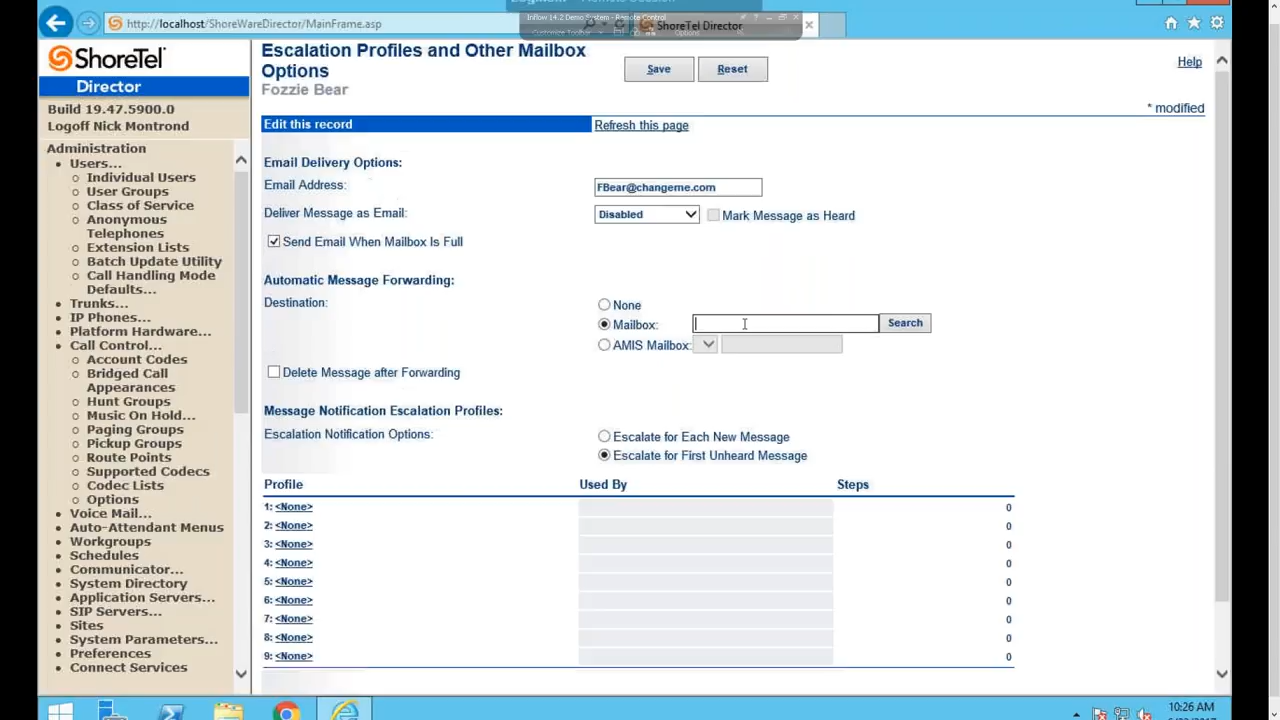 http://localhost/ShoreWareDirector/MainFrame.asp
Inflow 14.2 Demo System - Remote Control
ShoreTel Director
Customize Toolbar
Options
ShoreTel
Director
Build 19.47.5900.0
Logoff Nick Montrond
Administration
Users...
Individual Users
User Groups
Class of Service
Anonymous
Telephones
Extension Lists
Batch Update Utility
Call Handling Mode
Defaults...
Trunks...
IP Phones...
Platform Hardware...
Call Control...
Account Codes
Bridged Call
Appearances
Hunt Groups
Music On Hold...
Paging Groups
Pickup Groups
Route Points
Supported Codecs
Codec Lists
Options
Voice Mail...
Auto-Attendant Menus
Workgroups
Schedules
Communicator...
System Directory
Application Servers...
SIP Servers...
Sites
System Parameters...
Preferences
Connect Services
Escalation Profiles and Other Mailbox
Options
Fozzie Bear
Save Reset
Help
* modified
Edit this record Refresh this page
Email Delivery Options:
Email Address: FBear@changeme.com
Deliver Message as Email: Disabled Mark Message as Heard
Send Email When Mailbox Is Full
Automatic Message Forwarding:
Destination: None
Mailbox: Search
AMIS Mailbox:
Delete Message after Forwarding
Message Notification Escalation Profiles:
Escalation Notification Options: Escalate for Each New Message
Escalate for First Unheard Message
Profile Used By Steps
1: <None> 0
2: <None> 0
3: <None> 0
4: <None> 0
5: <None> 0
6: <None> 0
7: <None> 0
8: <None> 0
9: <None> 0
10:26 AM